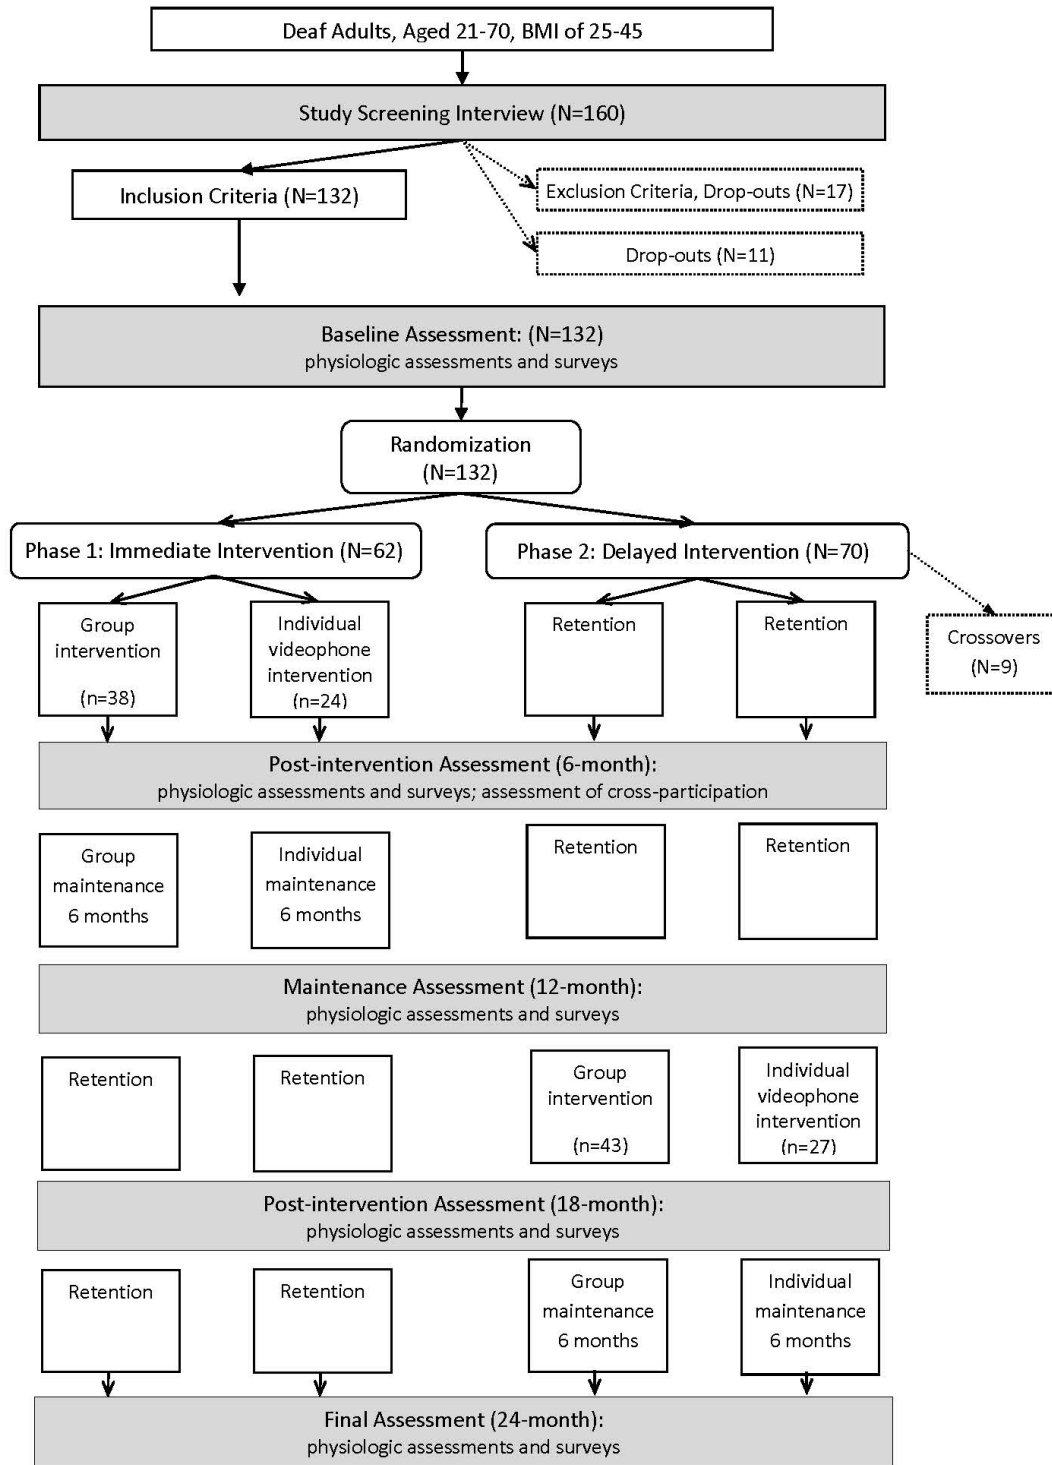 Deaf Adults, Aged 21-70, BMI of 25-45
Study Screening Interview (N=160)
Inclusion Criteria (N=132)
Exclusion Criteria, Drop-outs (N=17)
Drop-outs (N=11)
Baseline Assessment: (N=132)
physiologic assessments and surveys
Randomization
(N=132)
Phase 1: Immediate Intervention (N=62)
Phase 2: Delayed Intervention (N=70)
Crossovers
(N=9)
Group
intervention
(n=38)
Individual
videophone
intervention
(n=24)
Retention
Retention
Post-intervention Assessment (6-month):
physiologic assessments and surveys; assessment of cross-participation
Group
maintenance
6 months
Individual
maintenance
6 months
Retention
Retention
Maintenance Assessment (12-month):
physiologic assessments and surveys
Retention
Retention
Group
intervention
(n=43)
Individual
videophone
intervention
(n=27)
Post-intervention Assessment (18-month):
physiologic assessments and surveys
Retention
Retention
Group
maintenance
6 months
Individual
maintenance
6 months
Final Assessment (24-month):
physiologic assessments and surveys